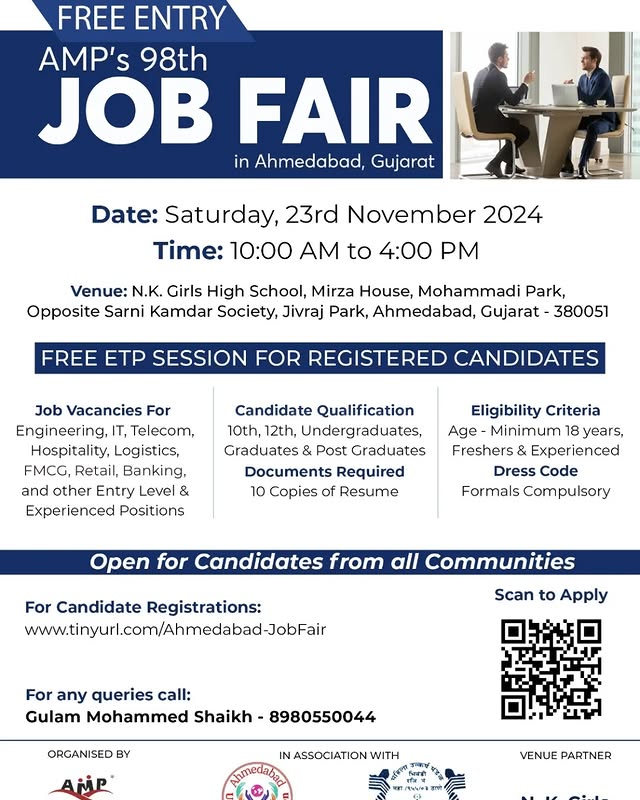 FREE ENTRY
AMP's 98th
JOB FAIR
in Ahmedabad, Gujarat
Date: Saturday, 23rd November 2024
Time: 10:00 AM to 4:00 PM
Venue: N.K. Girls High School, Mirza House, Mohammadi Park,
Opposite Sarni Kamdar Society, Jivraj Park, Ahmedabad, Gujarat - 380051
FREE ETP SESSION FOR REGISTERED CANDIDATES
Job Vacancies For
Engineering, IT, Telecom,
Hospitality, Logistics,
FMCG, Retail, Banking,
and other Entry Level &
Experienced Positions
Candidate Qualification
10th, 12th, Undergraduates,
Graduates & Post Graduates
Documents Required
10 Copies of Resume
Eligibility Criteria
Age - Minimum 18 years,
Freshers & Experienced
Dress Code
Formals Compulsory
Open for Candidates from all Communities
For Candidate Registrations:
www.tinyurl.com/Ahmedabad-JobFair
Scan to Apply
For any queries call:
Gulam Mohammed Shaikh - 8980550044
ORGANISED BY
IN ASSOCIATION WITH
VENUE PARTNER
AMP
Ahmedabad
N. K. Girls